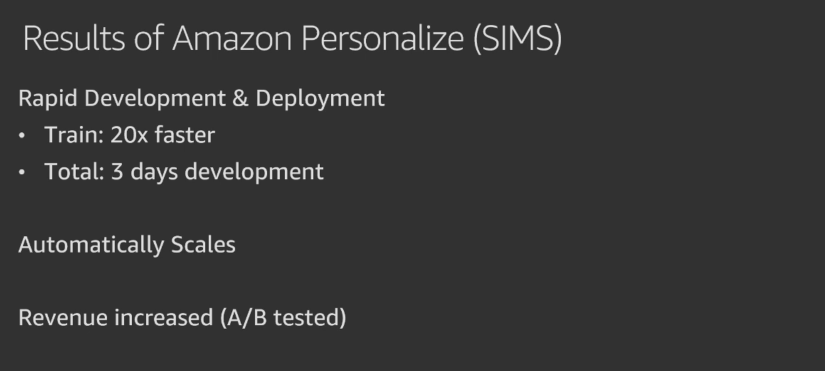 Results of Amazon Personalize (SIMS)
Rapid Development & Deployment
• Train: 20x faster
• Total: 3 days development
Automatically Scales
Revenue increased (A/B tested)